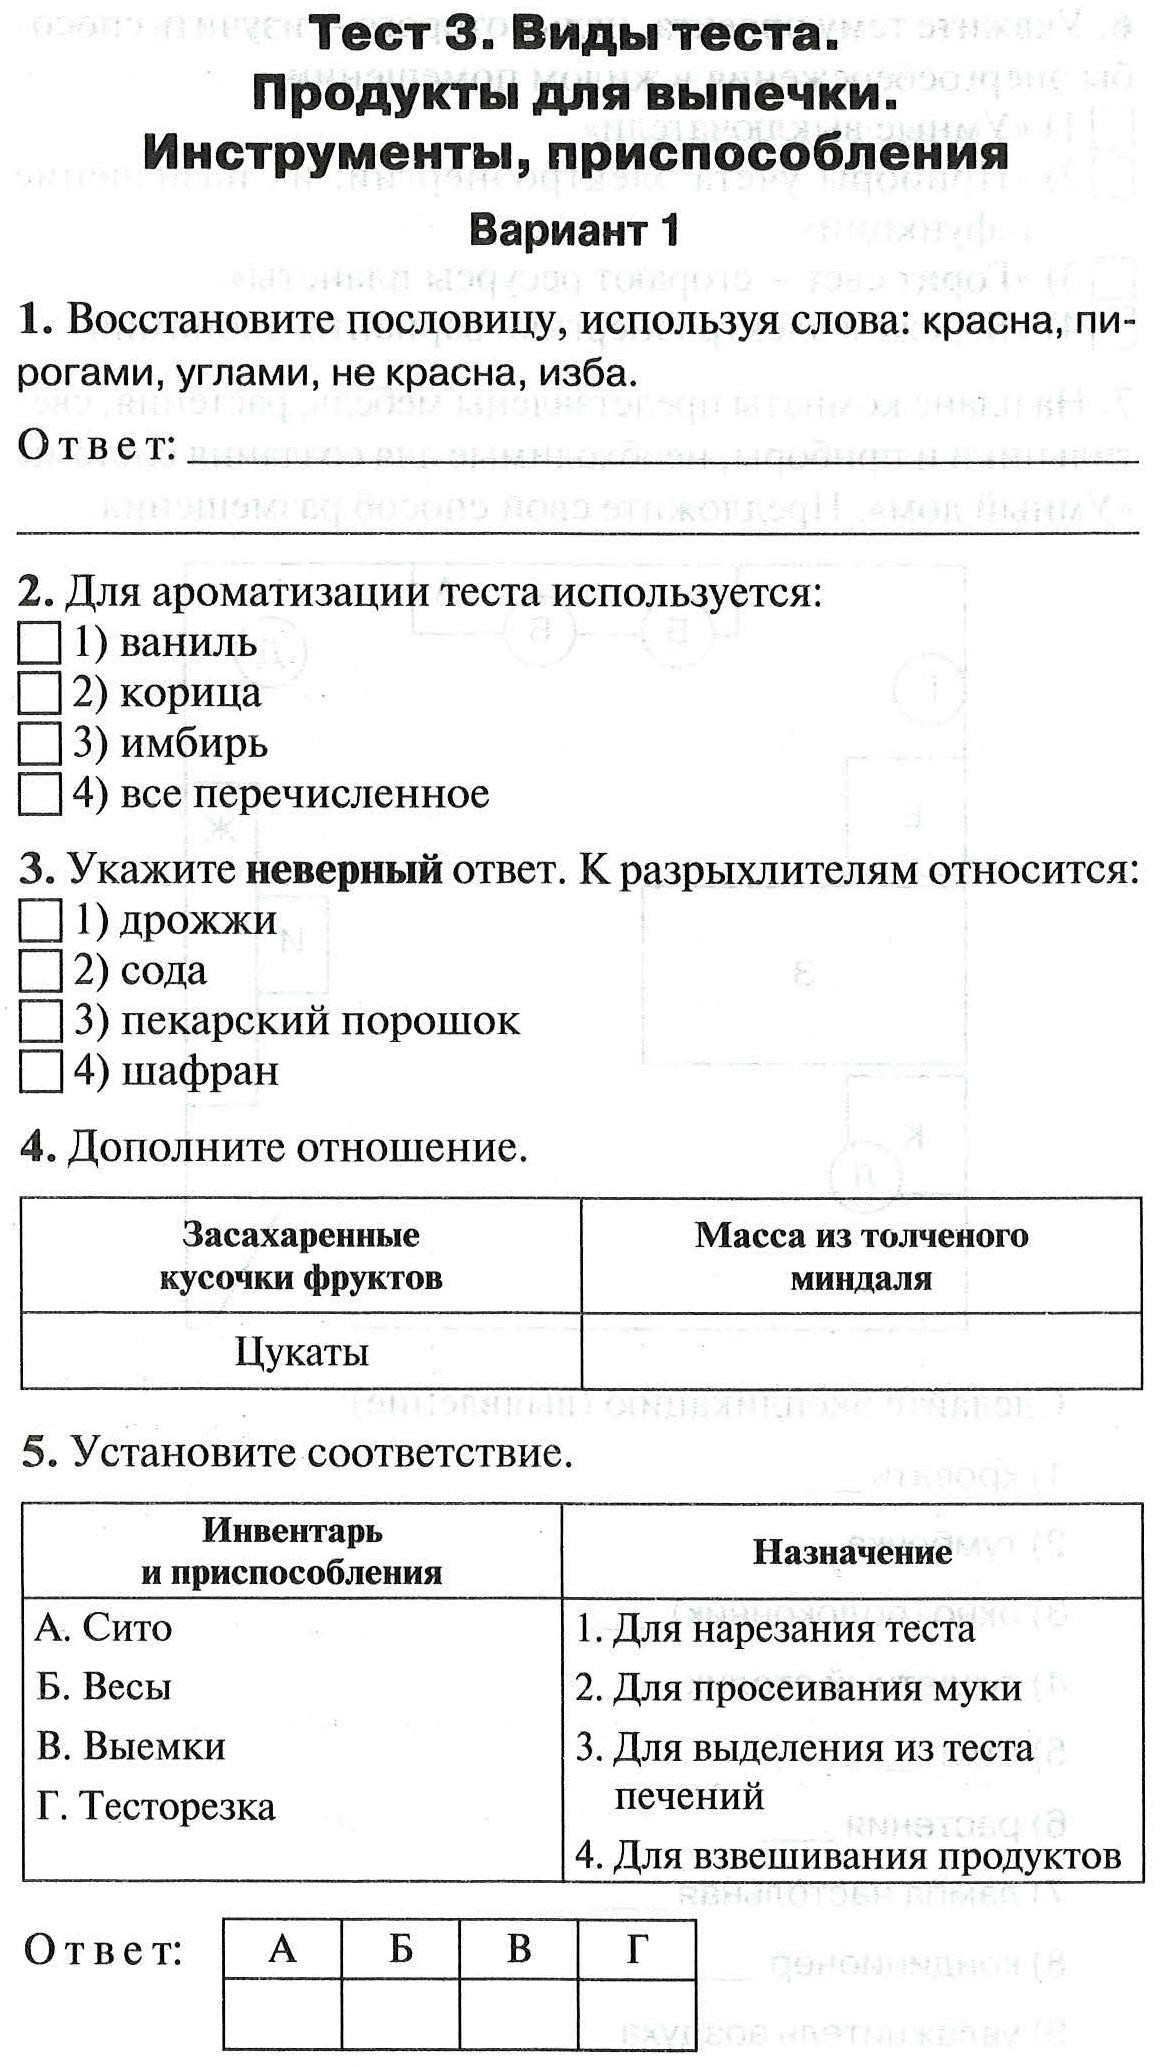 Тест 3. Виды теста.
Продукты для выпечки.
Инструменты, приспособления
Вариант 1
1. Восстановите пословицу, используя слова: красна, пи-
рогами, углами, не красна, изба.
Ответ:
2. Для ароматизации теста используется:
1) ваниль
2) корица
3) имбирь
4) все перечисленное
3. Укажите неверный ответ. К разрыхлителям относится:
1) дрожжи
2) сода
3) пекарский порошок
4) шафран
4. Дополните отношение.
Засахаренные
кусочки фруктов
Масса из толченого
миндаля
Цукаты
5. Установите соответствие.
Инвентарь
и приспособления
Назначение
А. Сито
Б. Весы
В. Выемки
Г. Тесторезка
1. Для нарезания теста
2. Для просеивания муки
3. Для выделения из теста
печений
4. Для взвешивания продуктов
Ответ:
А Б В Г